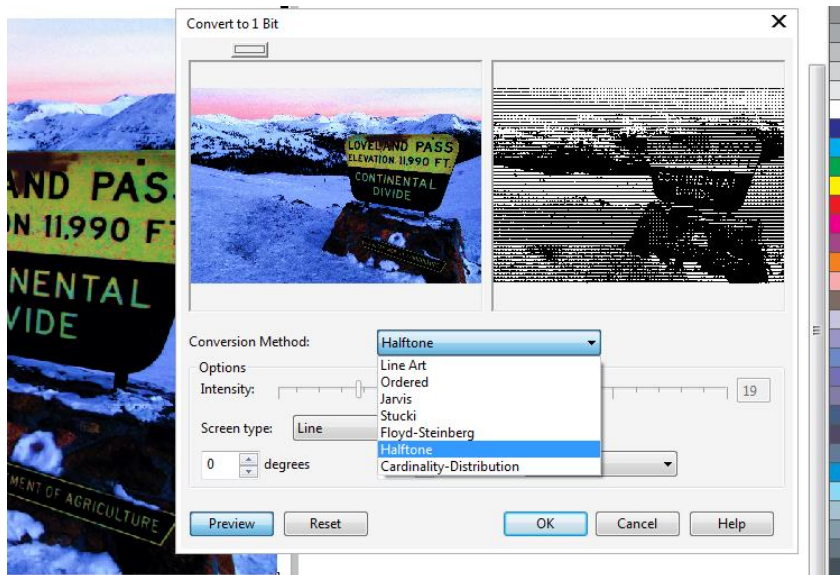 Convert to 1 Bit
LOVELAND PASS
ELEVATION 11,990 FT.
CONTINENTAL
DIVIDE
CONTINENTAL
AND PAS
N 11,990 F
NENTAL
VIDE
MENT OF AGRICULTURE
Conversion Method:
Halftone
Line Art
Ordered
Jarvis
Stucki
Floyd-Steinberg
Halftone
Cardinality-Distribution
Options
Intensity:
19
Screen type:
Line
0
degrees
Preview
Reset
OK
Cancel
Help